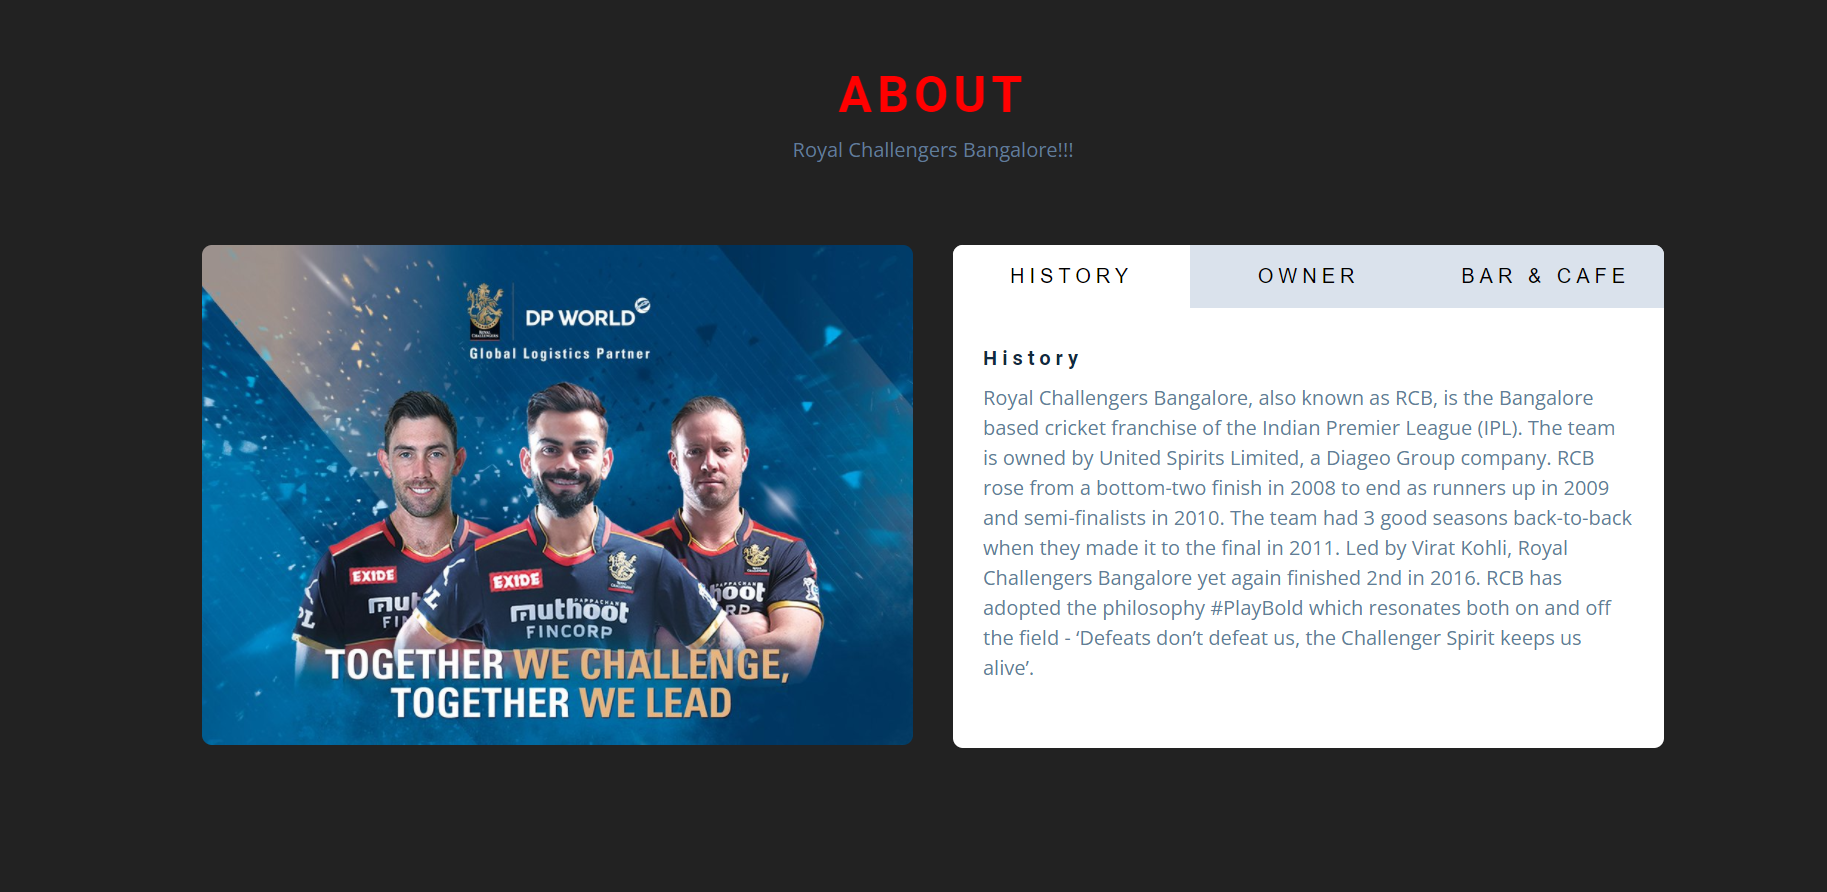 ABOUT
Royal Challengers Bangalore!!!
DP WORLD
Global Logistics Partner
EXIDE
EXIDE
muthoot
FINCORP
PAPPACHAN
TOGETHER WE CHALLENGE,
TOGETHER WE LEAD
HISTORY OWNER BAR & CAFE
History
Royal Challengers Bangalore, also known as RCB, is the Bangalore
based cricket franchise of the Indian Premier League (IPL). The team
is owned by United Spirits Limited, a Diageo Group company. RCB
rose from a bottom-two finish in 2008 to end as runners up in 2009
and semi-finalists in 2010. The team had 3 good seasons back-to-back
when they made it to the final in 2011. Led by Virat Kohli, Royal
Challengers Bangalore yet again finished 2nd in 2016. RCB has
adopted the philosophy #PlayBold which resonates both on and off
the field - ‘Defeats don’t defeat us, the Challenger Spirit keeps us
alive’.